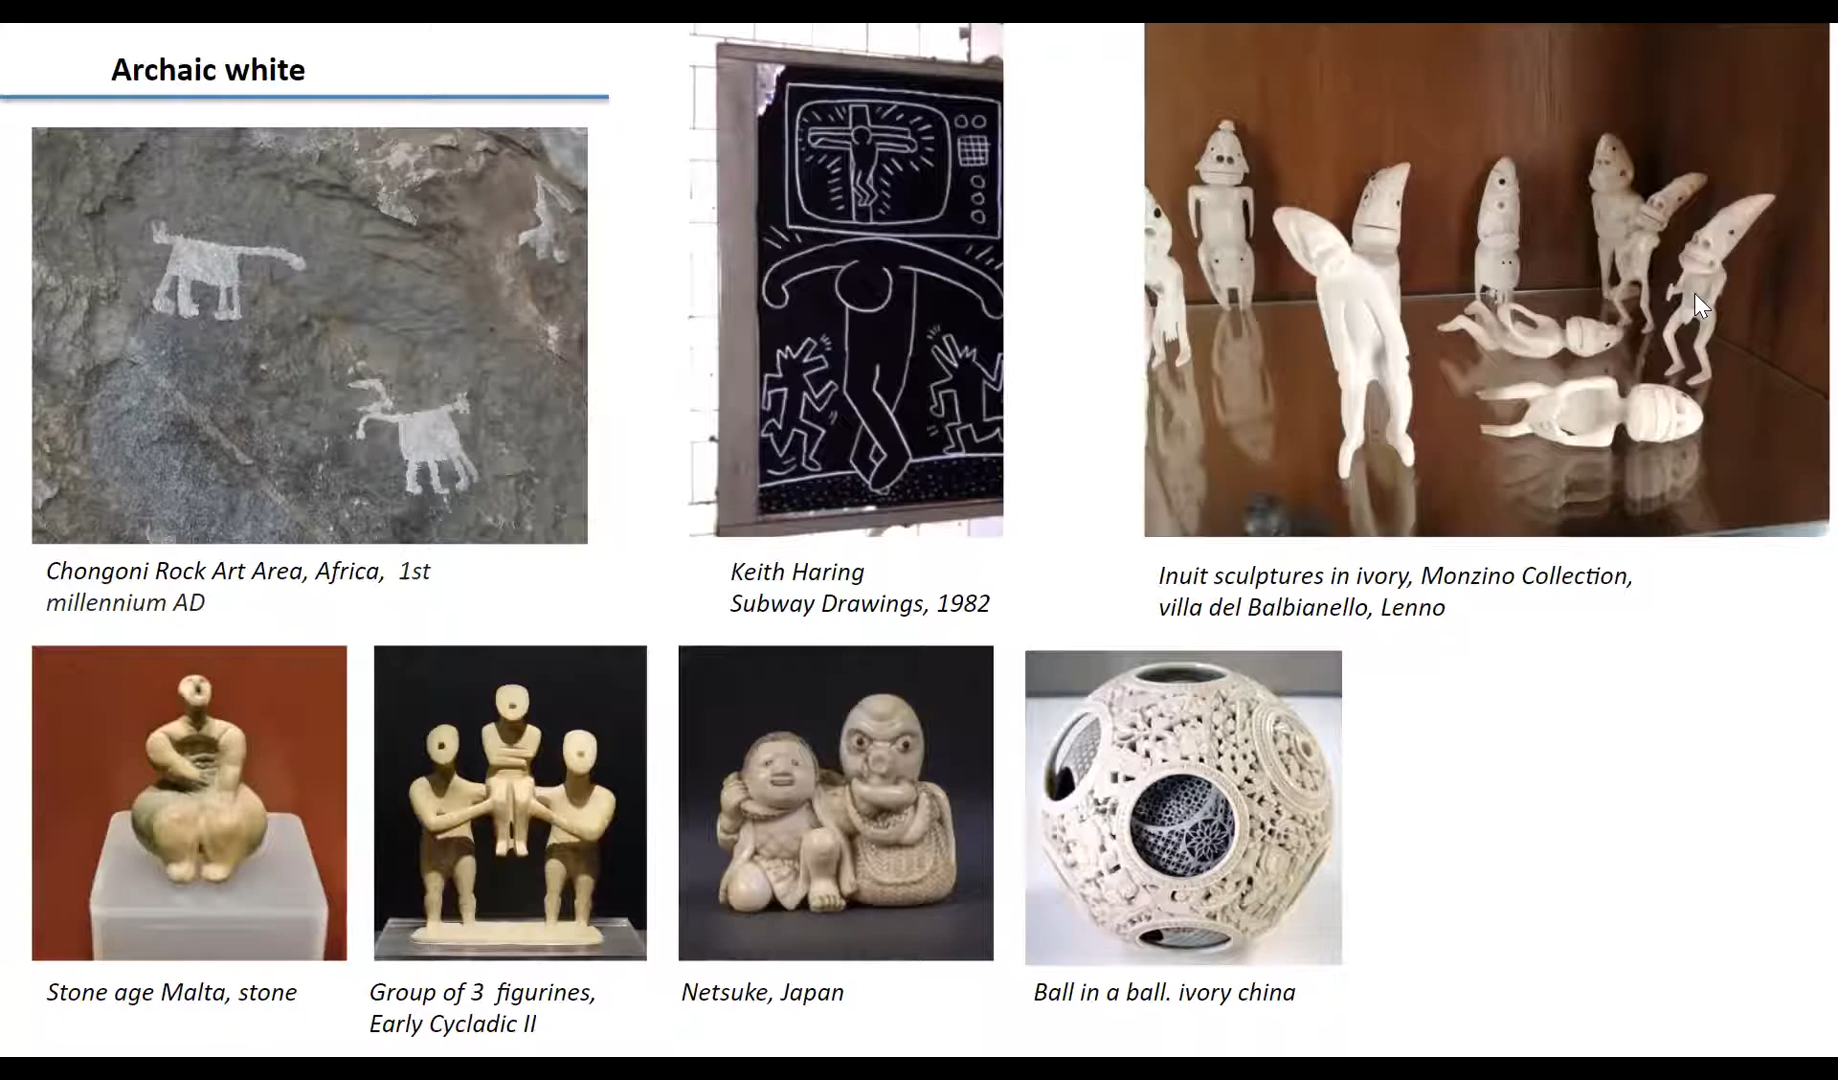 Archaic white
Chongoni Rock Art Area, Africa, 1st
millennium AD
Keith Haring
Subway Drawings, 1982
Inuit sculptures in ivory, Monzino Collection,
villa del Balbianello, Lenno
Stone age Malta, stone
Group of 3 figurines,
Early Cycladic II
Netsuke, Japan
Ball in a ball. ivory china